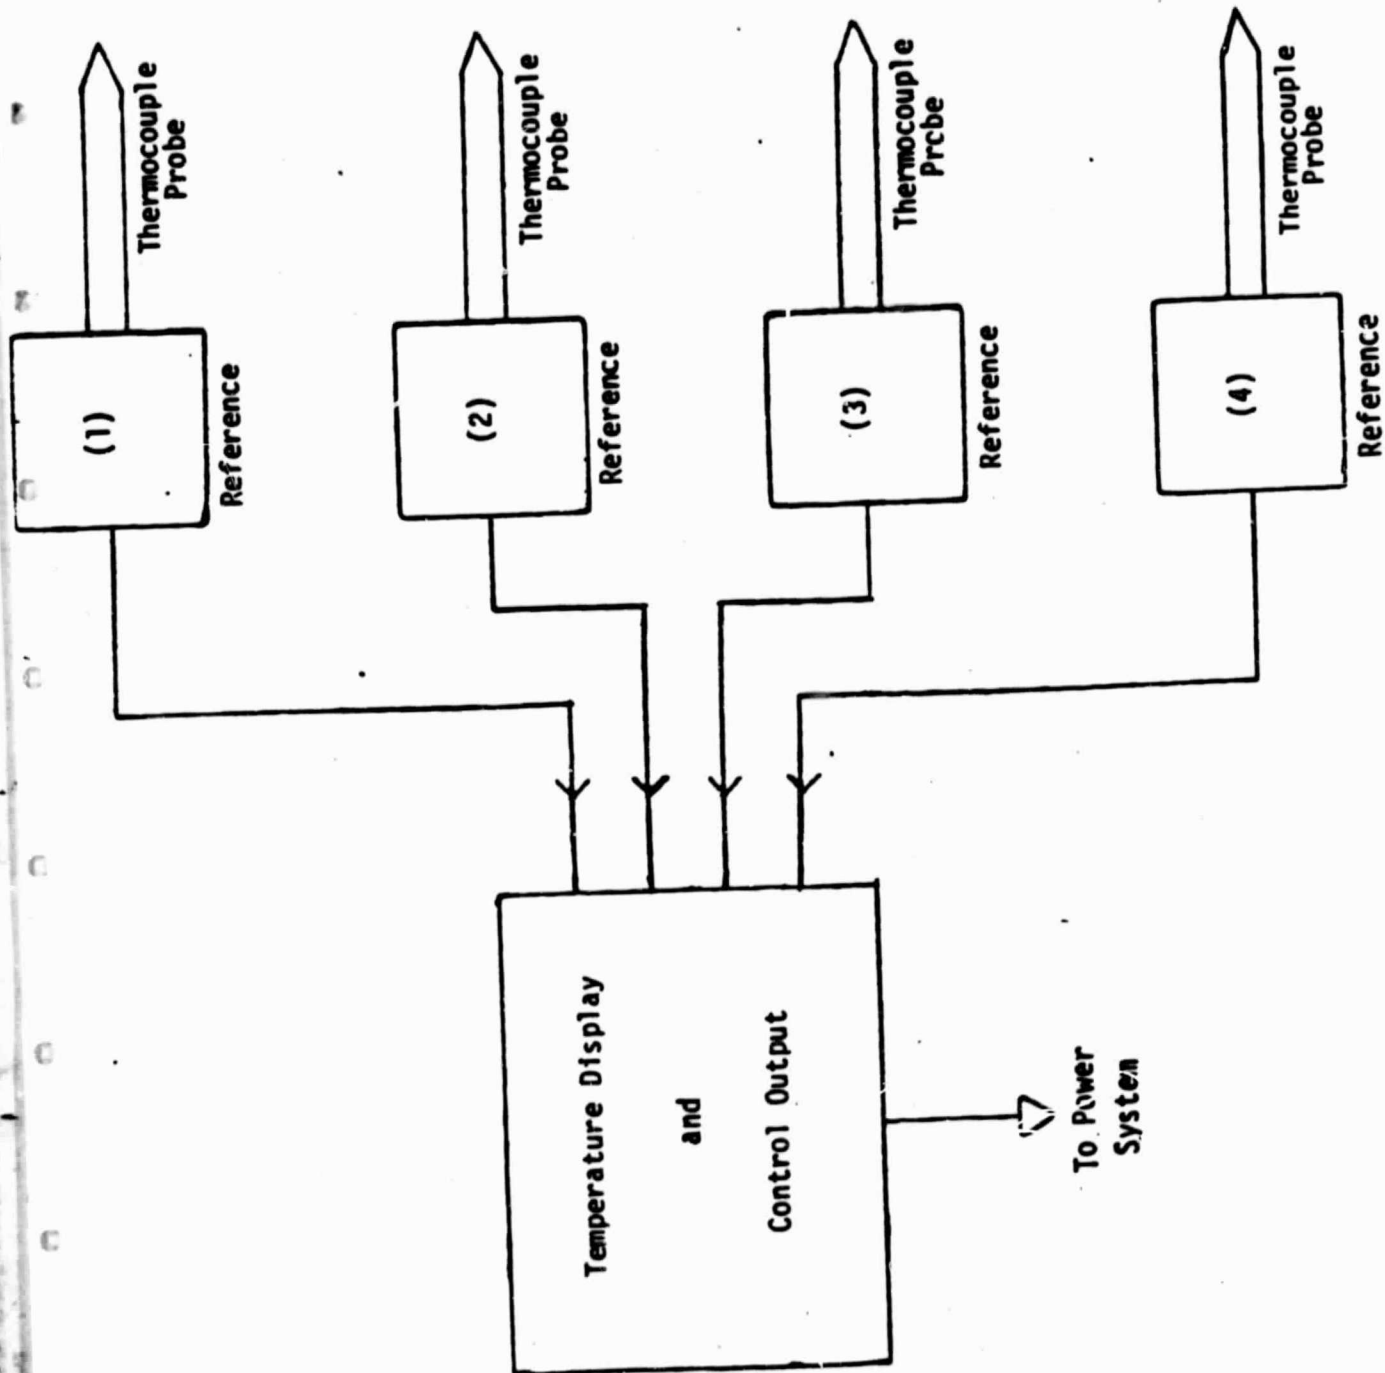 Thermocouple
Probe
(1)
Reference
Thermocouple
Probe
(2)
Reference
Thermocouple
Prcbe
(3)
Reference
Thermocouple
Probe
(4)
Reference
Temperature Display
and
Control Output
To Power
System